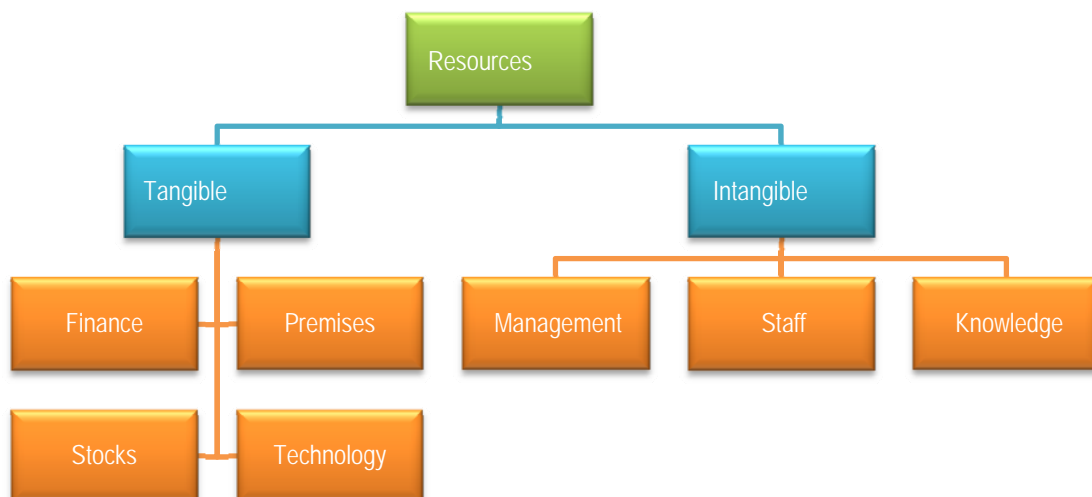 Resources
Tangible
Intangible
Finance
Premises
Management
Staff
Knowledge
Stocks
Technology